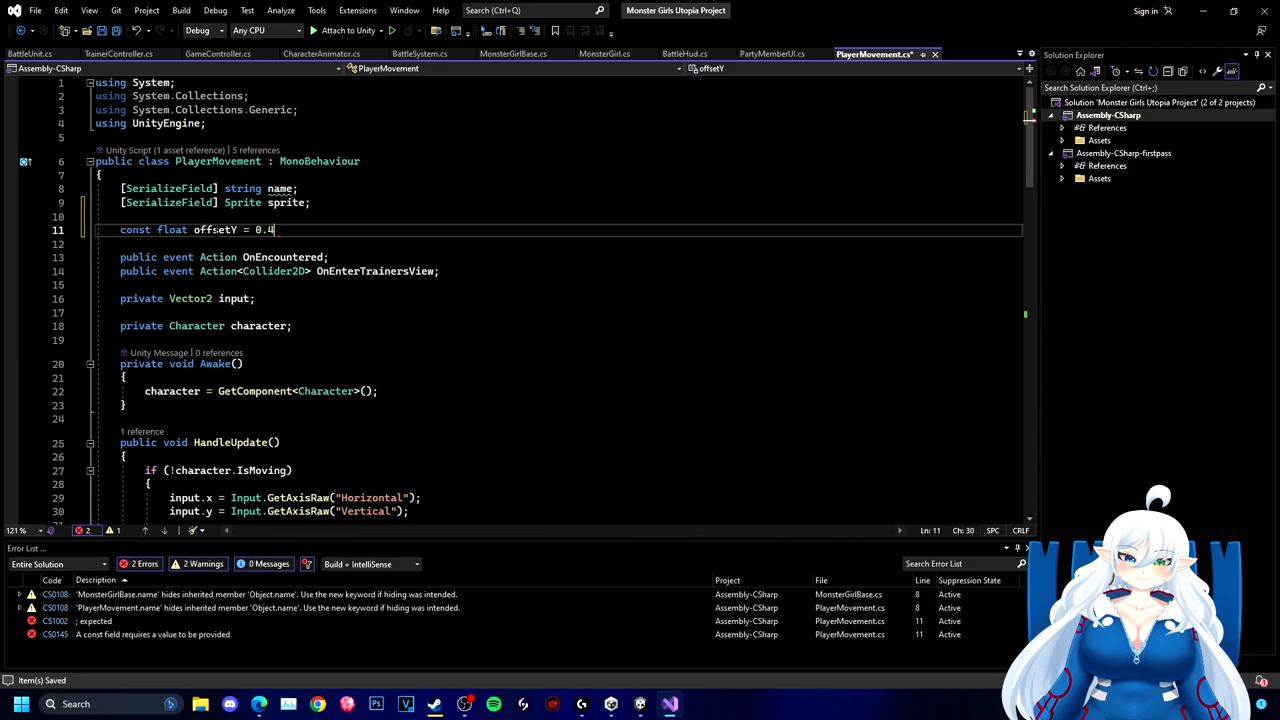 File Edit View Git Project Build Debug Test Analyze Tools Extensions Window Help Search (Ctrl+Q) Monster Girls Utopia Project Sign in
Debug Any CPU Attach to Unity
BattleUnit.cs TrainerController.cs GameController.cs CharacterAnimator.cs BattleSystem.cs MonsterGirlBase.cs MonsterGirl.cs BattleHud.cs PartyMemberUI.cs PlayerMovement.cs*
Assembly-CSharp PlayerMovement offsetY
1 using System;
2 using System.Collections;
3 using System.Collections.Generic;
4 using UnityEngine;
5
Unity Script (1 asset reference) | 5 references
6 public class PlayerMovement : MonoBehaviour
7 {
8 [SerializeField] string name;
9 [SerializeField] Sprite sprite;
10
11 const float offsetY = 0.4
12
13 public event Action OnEncountered;
14 public event Action<Collider2D> OnEnterTrainersView;
15
16 private Vector2 input;
17
18 private Character character;
19
Unity Message | 0 references
20 private void Awake()
21 {
22 character = GetComponent<Character>();
23 }
24
1 reference
25 public void HandleUpdate()
26 {
27 if (!character.IsMoving)
28 {
29 input.x = Input.GetAxisRaw("Horizontal");
30 input.y = Input.GetAxisRaw("Vertical");
121 % 2 1 Ln: 11 Ch: 30 SPC CRLF
Solution Explorer
Search Solution Explorer (Ctrl+;)
Solution 'Monster Girls Utopia Project' (2 of 2 projects)
Assembly-CSharp
References
Assets
Assembly-CSharp-firstpass
References
Assets
Error List ...
Entire Solution 2 Errors 2 Warnings 0 Messages Build + IntelliSense Search Error List
Code Description Project File Line Suppression State
CS0108 'MonsterGirlBase.name' hides inherited member 'Object.name'. Use the new keyword if hiding was intended. Assembly-CSharp MonsterGirlBase.cs 8 Active
CS0108 'PlayerMovement.name' hides inherited member 'Object.name'. Use the new keyword if hiding was intended. Assembly-CSharp PlayerMovement.cs 8 Active
CS1002 ; expected Assembly-CSharp PlayerMovement.cs 11 Active
CS0145 A const field requires a value to be provided Assembly-CSharp PlayerMovement.cs 11 Active
Item(s) Saved
Search